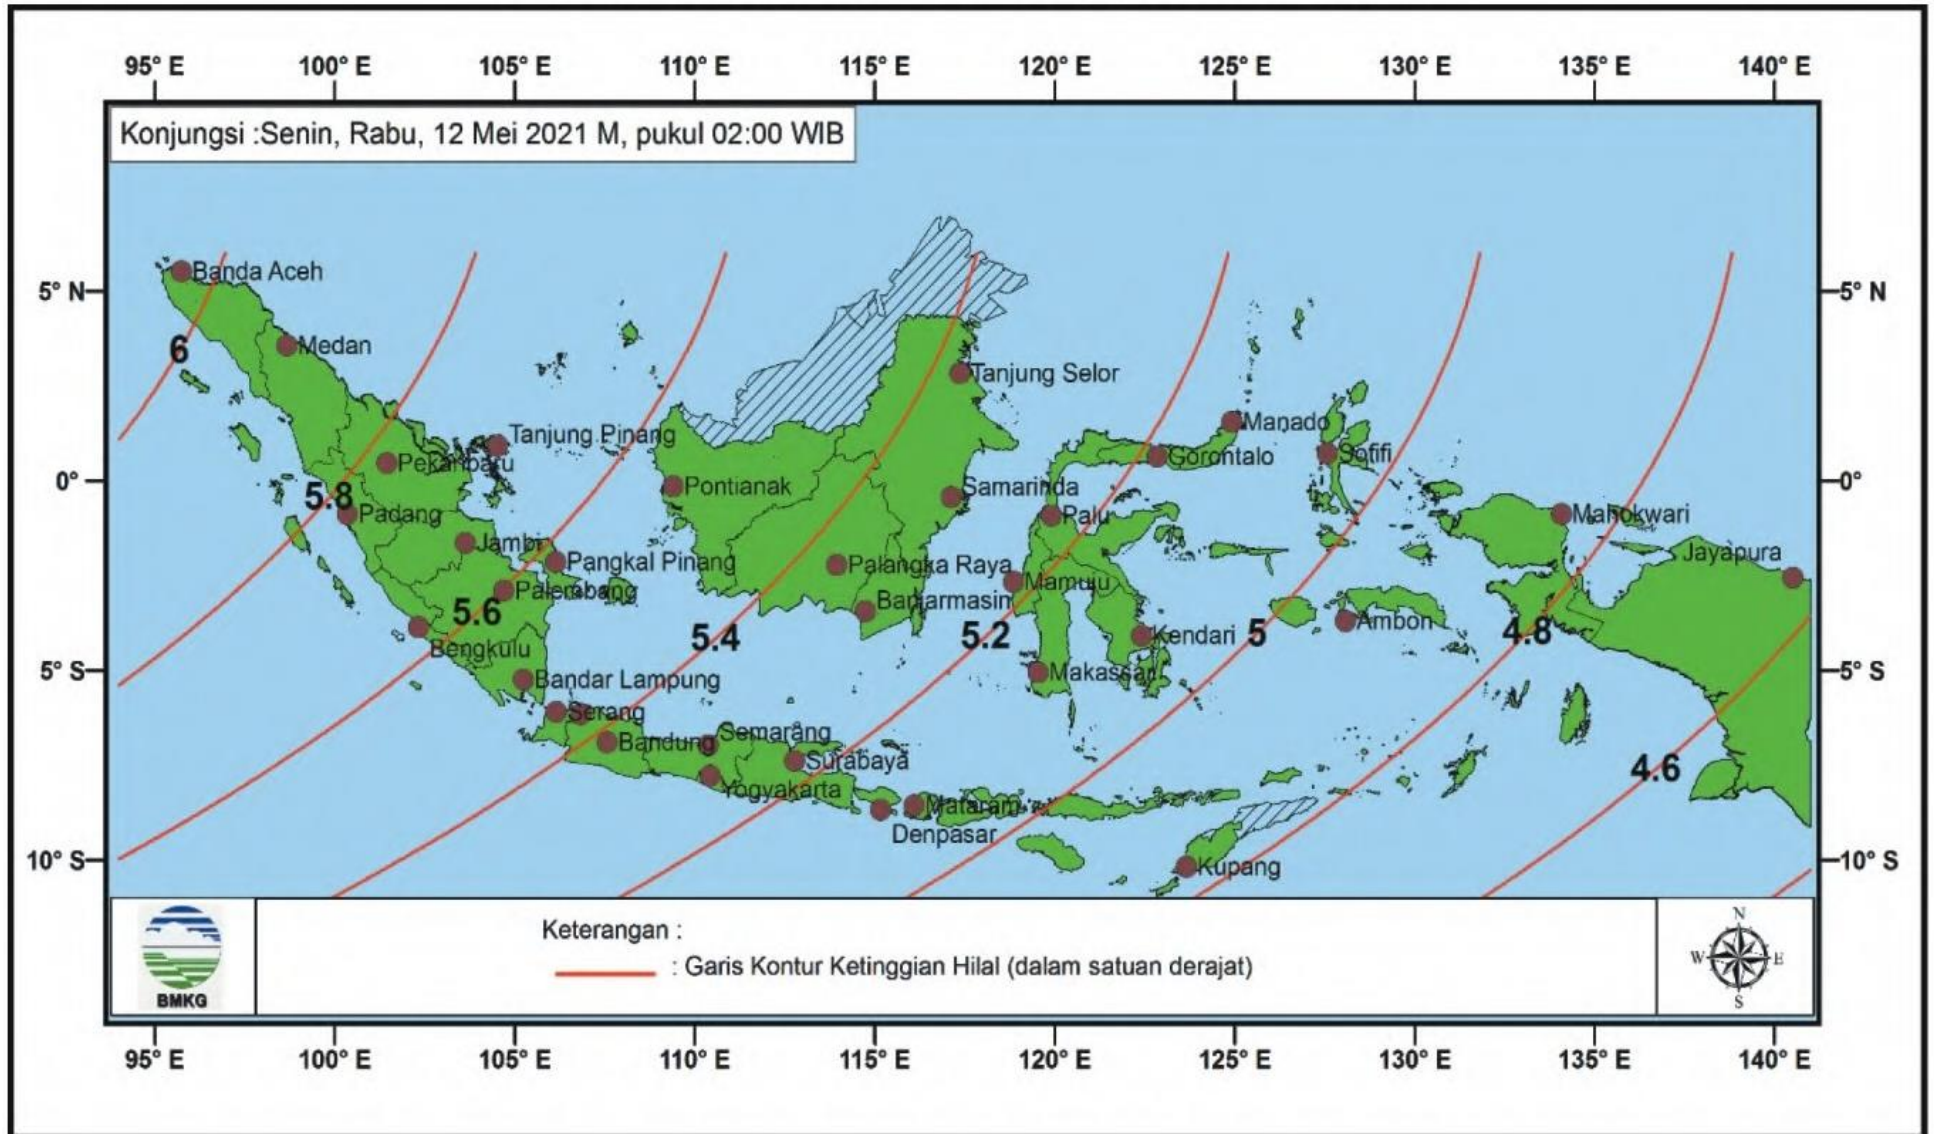 95° E 100° E 105° E 110° E 115° E 120° E 125° E 130° E 135° E 140° E
Konjungsi :Senin, Rabu, 12 Mei 2021 M, pukul 02:00 WIB
Banda Aceh
5° N 5° N
6
Medan
Tanjung Selor
Manado
Tanjung Pinang
Sofifi
Gorontalo
Pekanbaru
0° 0°
Pontianak
Samarinda
5.8
Padang
Palu
Mahokwari
Jambi
Jayapura
Pangkal Pinang
Palangka Raya
Mamuju
Palembang
Banjarmasin
5.6
Ambon
5.4
5.2
Kendari
5
4.8
Bengkulu
5° S 5° S
Bandar Lampung
Makassar
Serang
Semarang
Bandung
Surabaya
4.6
Yogyakarta
Mataram
Denpasar
10° S 10° S
Kupang
BMKG
Keterangan :
: Garis Kontur Ketinggian Hilal (dalam satuan derajat)
N
W E
S
95° E 100° E 105° E 110° E 115° E 120° E 125° E 130° E 135° E 140° E